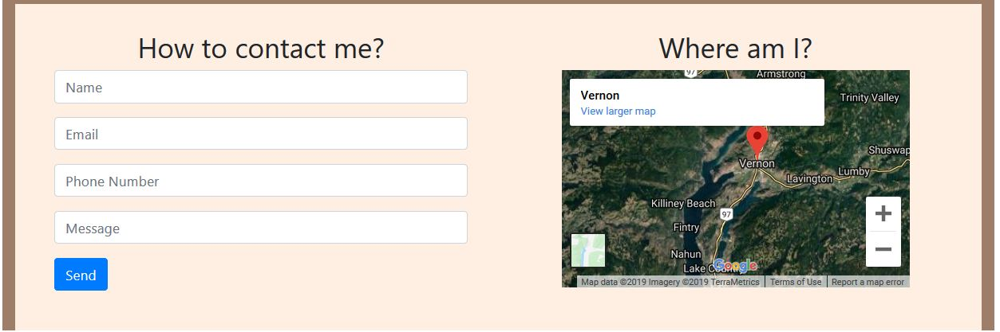 How to contact me?
Name
Email
Phone Number
Message
Send
Where am I?
97
Armstrong
Vernon
View larger map
Trinity Valley
Shuswap
Vernon
Lumby
Lavington
Killiney Beach
97
Fintry
Nahun
Lake Country
Google
Map data ©2019 Imagery ©2019 TerraMetrics
Terms of Use
Report a map error